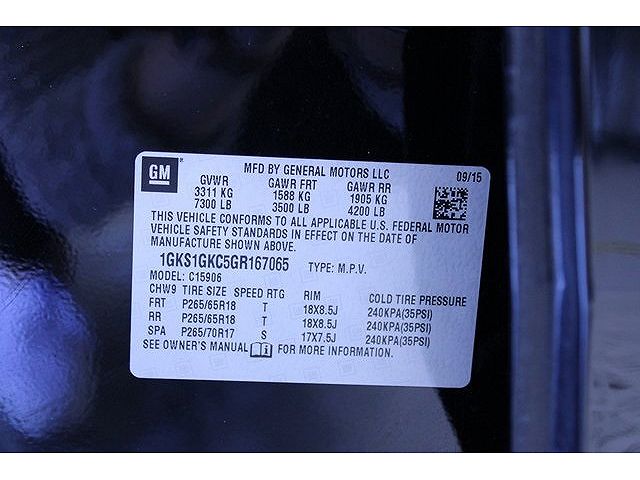 GM
MFD BY GENERAL MOTORS LLC 09/15
GVWR GAWR FRT GAWR RR
3311 KG 1588 KG 1905 KG
7300 LB 3500 LB 4200 LB
THIS VEHICLE CONFORMS TO ALL APPLICABLE U.S. FEDERAL MOTOR
VEHICLE SAFETY STANDARDS IN EFFECT ON THE DATE OF
MANUFACTURE SHOWN ABOVE.
1GKS1GKC5GR167065 TYPE: M.P.V.
MODEL: C15906
CHW9 TIRE SIZE SPEED RTG RIM COLD TIRE PRESSURE
FRT P265/65R18 T 18X8.5J 240KPA(35PSI)
RR P265/65R18 T 18X8.5J 240KPA(35PSI)
SPA P265/70R17 S 17X7.5J 240KPA(35PSI)
SEE OWNER'S MANUAL FOR MORE INFORMATION.